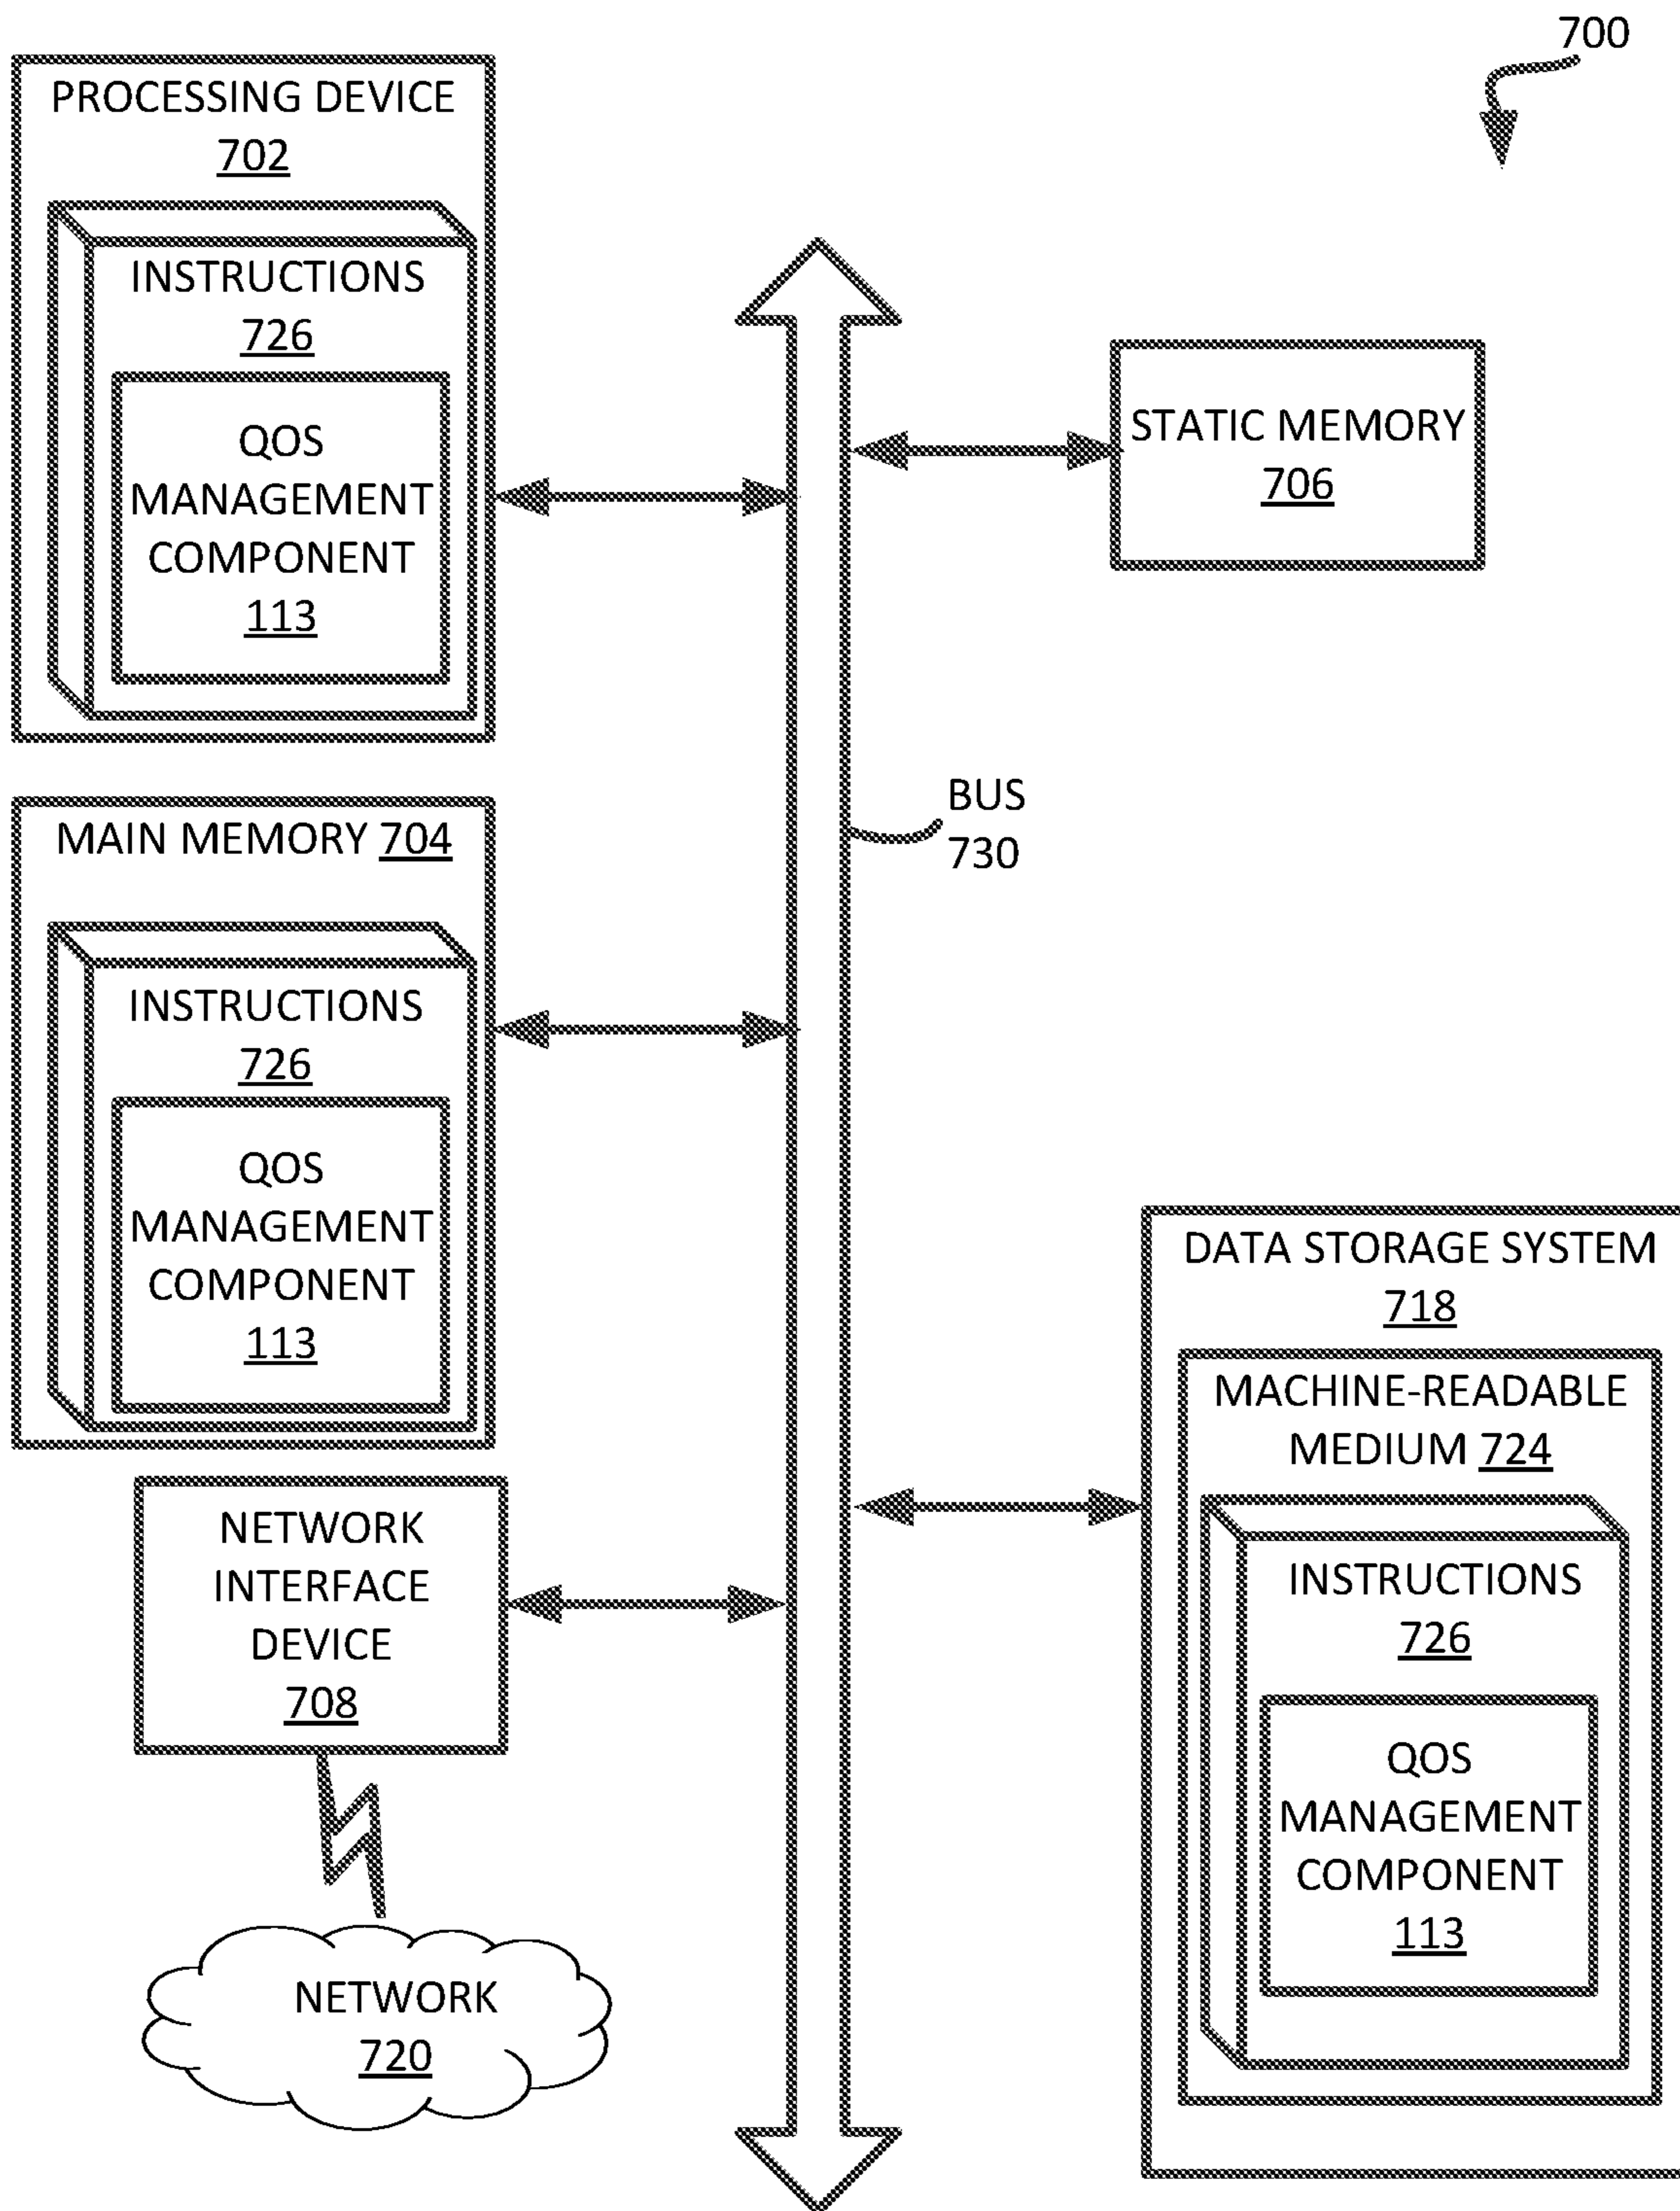 700
PROCESSING DEVICE
702
INSTRUCTIONS
726
QOS
MANAGEMENT
COMPONENT
113
STATIC MEMORY
706
BUS
730
MAIN MEMORY 704
INSTRUCTIONS
726
QOS
MANAGEMENT
COMPONENT
113
DATA STORAGE SYSTEM
718
MACHINE-READABLE
MEDIUM 724
INSTRUCTIONS
726
QOS
MANAGEMENT
COMPONENT
113
NETWORK
INTERFACE
DEVICE
708
NETWORK
720